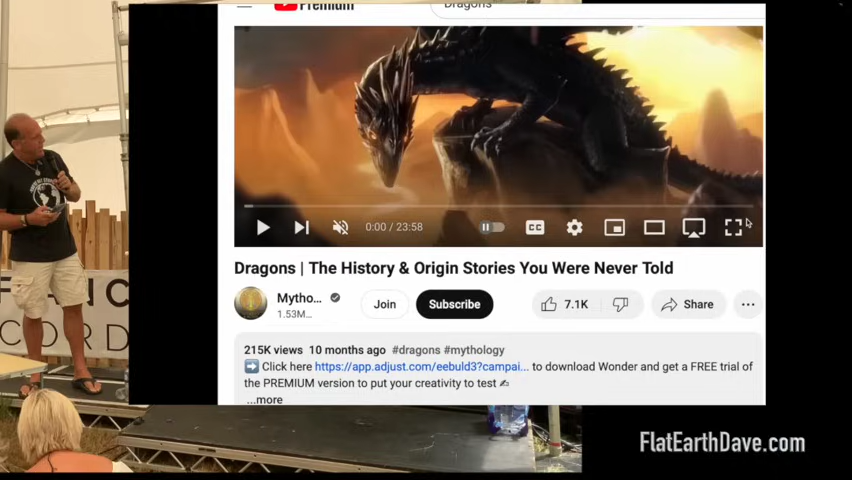 Premium
Dragons
0:00 / 23:58
CC
Dragons | The History & Origin Stories You Were Never Told
Mytho...
1.53M...
Join
Subscribe
7.1K
Share
215K views 10 months ago #dragons #mythology
Click here https://app.adjust.com/eebuld3?campai... to download Wonder and get a FREE trial of
the PREMIUM version to put your creativity to test ✍
...more
ANC
CORD
FlatEarthDave.com